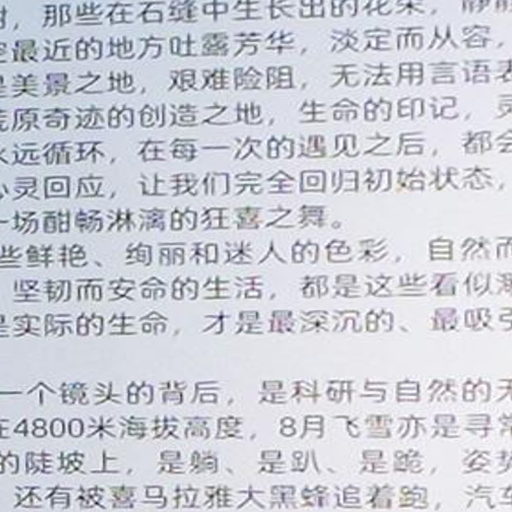 ，那些在石缝中生长出的花朵，静
最近的地方吐露芳华，淡定而从容，
是美景之地，艰难险阻，无法用言语表
荒原奇迹的创造之地，生命的印记，灵
永远循环，在每一次的遇见之后，都会
心灵回应，让我们完全回归初始状态，
一场酣畅淋漓的狂喜之舞。
些鲜艳、绚丽和迷人的色彩，自然而
，坚韧而安命的生活，都是这些看似渐
是实际的生命，才是最深沉的、最吸引
一个镜头的背后，是科研与自然的无
在4800米海拔高度，8月飞雪亦是寻常
的陡坡上，是躺、是趴、是跪，姿势
，还有被喜马拉雅大黑蜂追着跑，汽车